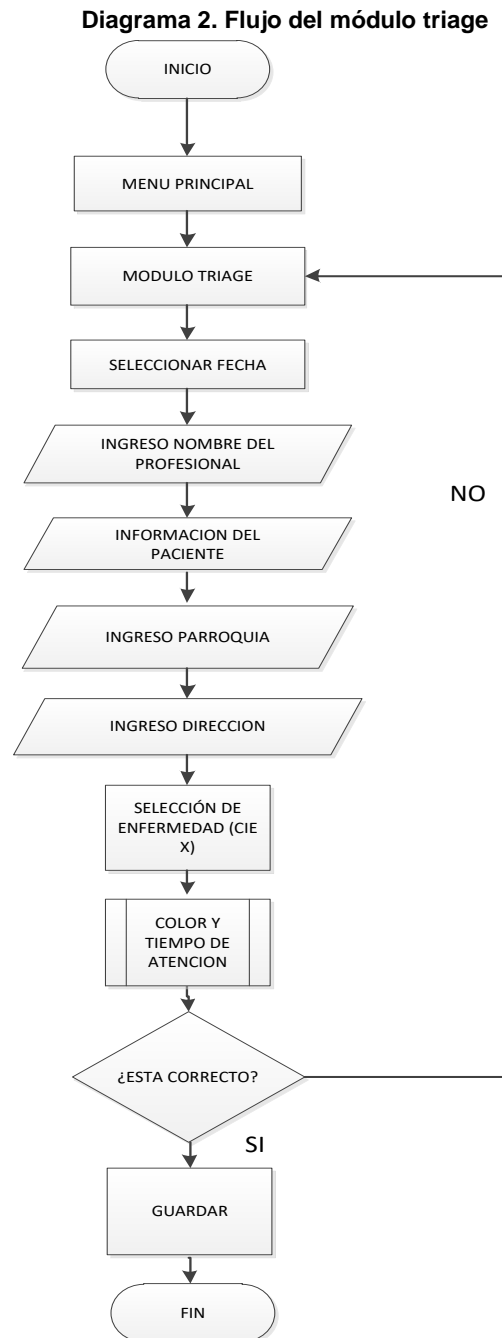 Diagrama 2. Flujo del módulo triage
INICIO
MENU PRINCIPAL
MODULO TRIAGE
SELECCIONAR FECHA
INGRESO NOMBRE DEL
PROFESIONAL
NO
INFORMACION DEL
PACIENTE
INGRESO PARROQUIA
INGRESO DIRECCION
SELECCIÓN DE
ENFERMEDAD (CIE
X)
COLOR Y
TIEMPO DE
ATENCION
¿ESTA CORRECTO?
SI
GUARDAR
FIN